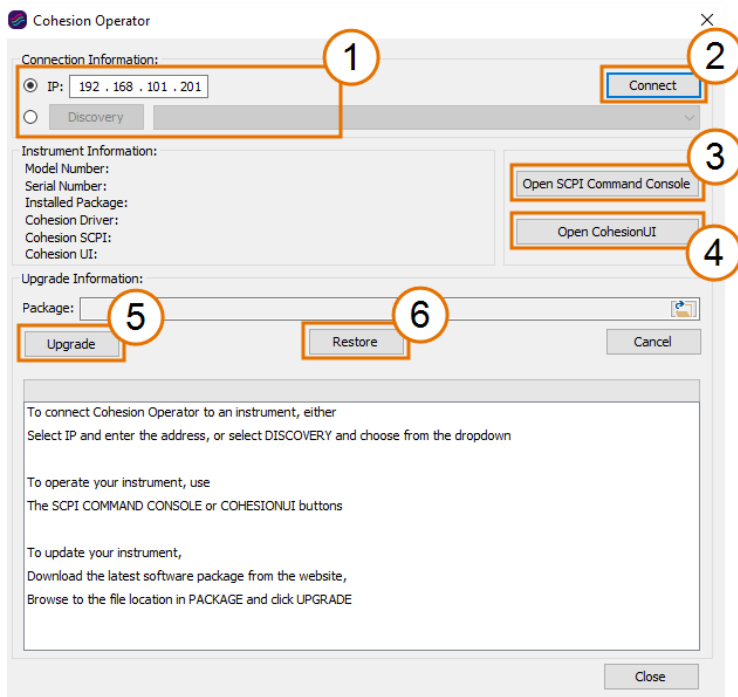 Cohesion Operator
Connection Information:
1
IP: 192 . 168 . 101 . 201
2
Connect
Discovery
Instrument Information:
Model Number:
Serial Number:
Installed Package:
Cohesion Driver:
Cohesion SCPI:
Cohesion UI:
3
Open SCPI Command Console
Open CohesionUI
4
Upgrade Information:
Package:
5
6
Upgrade
Restore
Cancel
To connect Cohesion Operator to an instrument, either
Select IP and enter the address, or select DISCOVERY and choose from the dropdown
To operate your instrument, use
The SCPI COMMAND CONSOLE or COHESIONUI buttons
To update your instrument,
Download the latest software package from the website,
Browse to the file location in PACKAGE and click UPGRADE
Close